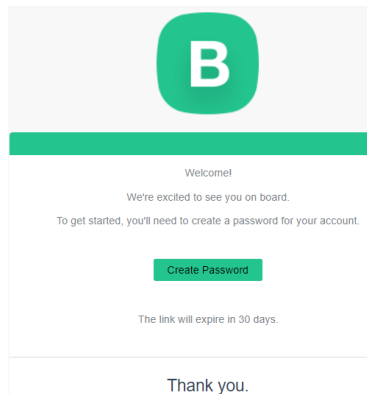 B
Welcome!
We're excited to see you on board.
To get started, you'll need to create a password for your account.
Create Password
The link will expire in 30 days.
Thank you.